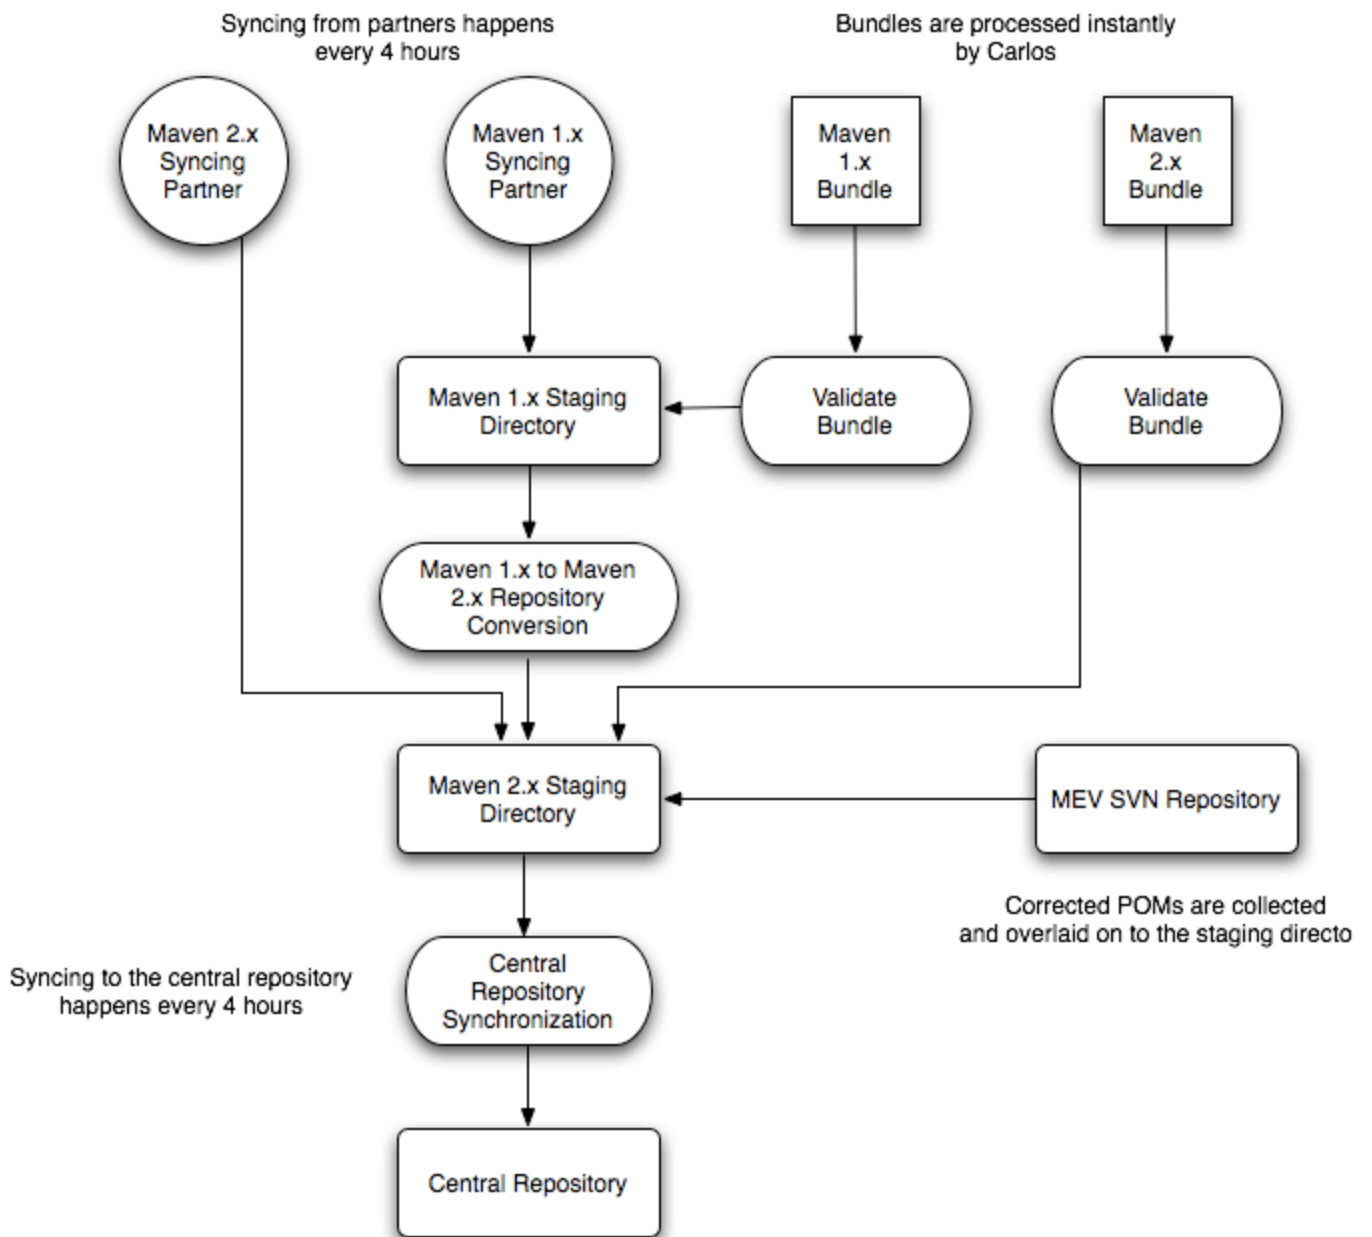 Syncing from partners happens
every 4 hours
Bundles are processed instantly
by Carlos
Maven 2.x
Syncing
Partner
Maven 1.x
Syncing
Partner
Maven
1.x
Bundle
Maven
2.x
Bundle
Maven 1.x Staging
Directory
Validate
Bundle
Validate
Bundle
Maven 1.x to Maven
2.x Repository
Conversion
Maven 2.x Staging
Directory
MEV SVN Repository
Corrected POMs are collected
and overlaid on to the staging directo
Syncing to the central repository
happens every 4 hours
Central
Repository
Synchronization
Central Repository